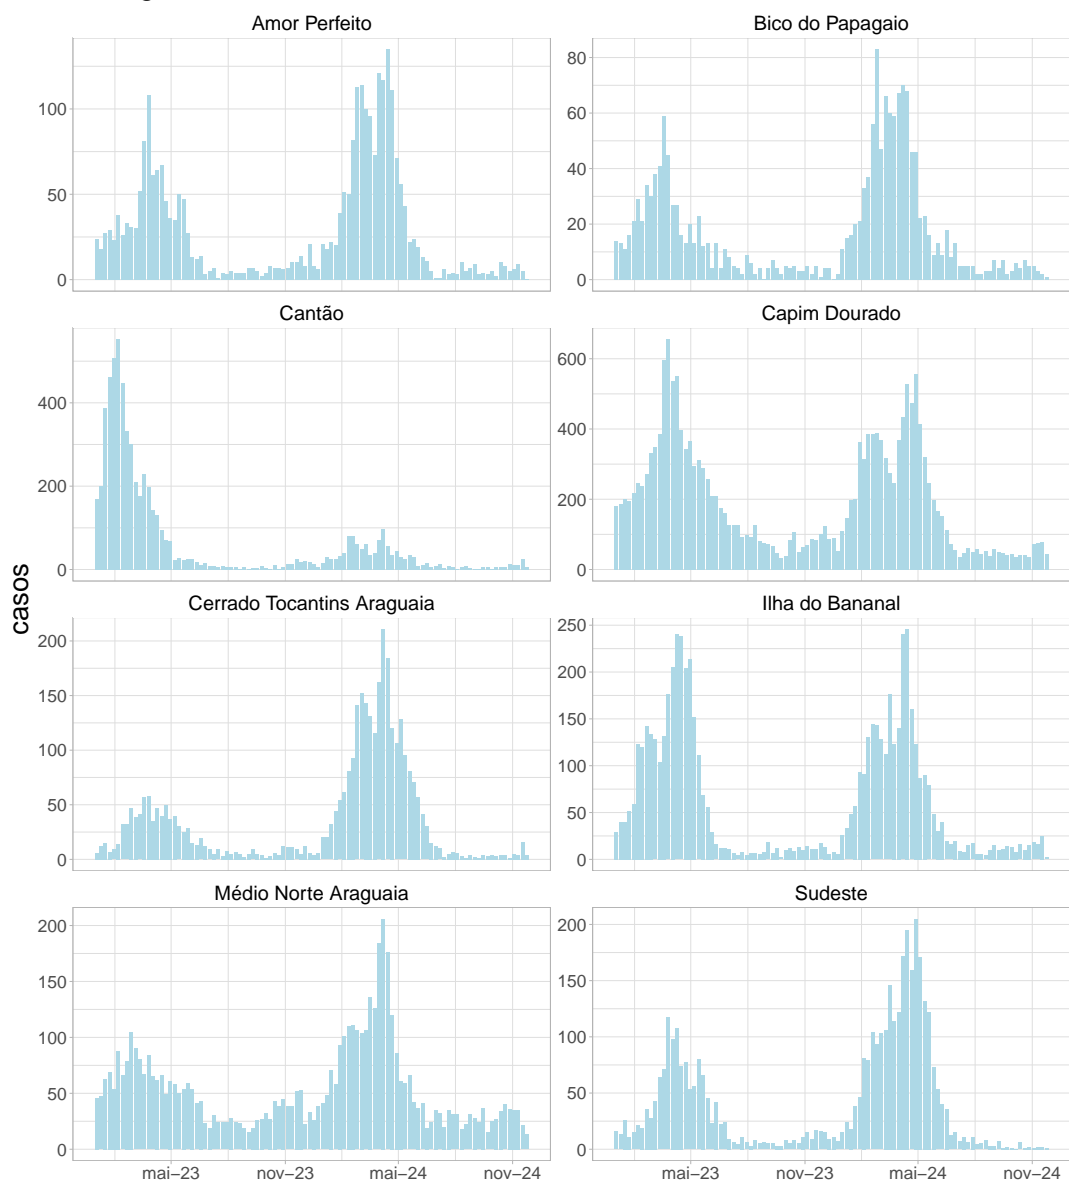 Amor Perfeito
Bico do Papagaio
100
50
0
80
60
40
20
0
Cantão
Capim Dourado
400
200
0
600
400
200
0
casos
Cerrado Tocantins Araguaia
Ilha do Bananal
200
150
100
50
0
250
200
150
100
50
0
Médio Norte Araguaia
Sudeste
200
150
100
50
0
200
150
100
50
0
mai–23
nov–23
mai–24
nov–24
mai–23
nov–23
mai–24
nov–24